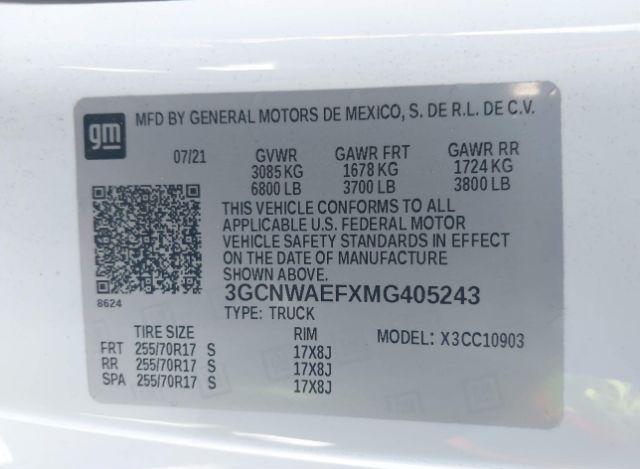 gm MFD BY GENERAL MOTORS DE MEXICO, S. DE R.L. DE C.V.
07/21 GVWR GAWR FRT GAWR RR
3085 KG 1678 KG 1724 KG
6800 LB 3700 LB 3800 LB
THIS VEHICLE CONFORMS TO ALL
APPLICABLE U.S. FEDERAL MOTOR
VEHICLE SAFETY STANDARDS IN EFFECT
ON THE DATE OF MANUFACTURE
SHOWN ABOVE.
8624
3GCNWAEFXMG405243
TYPE: TRUCK
TIRE SIZE RIM MODEL: X3CC10903
FRT 255/70R17 S 17X8J
RR 255/70R17 S 17X8J
SPA 255/70R17 S 17X8J